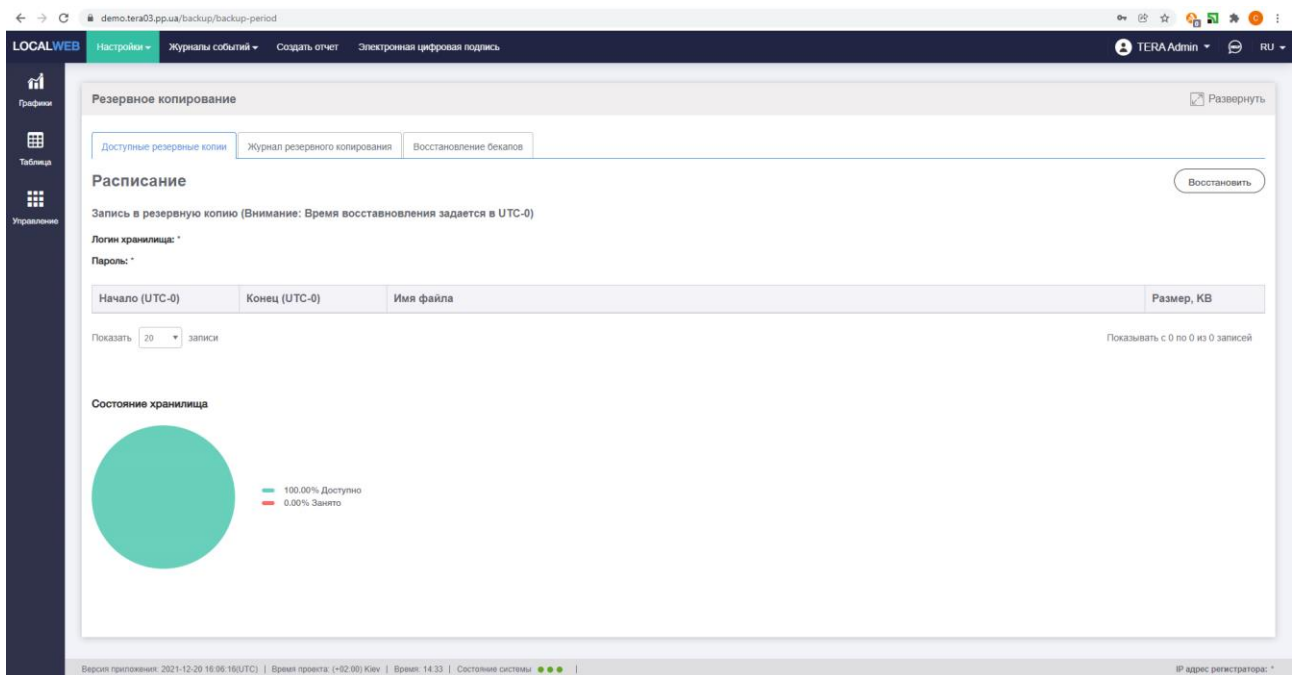 demo.tera03.pp.ua/backup/backup-period
LOCALWEB Настройки Журналы событий Создать отчет Электронная цифровая подпись TERA Admin RU
Графики
Таблица
Управление
Резервное копирование Развернуть
Доступные резервные копии Журнал резервного копирования Восстановление бекапов
Расписание Восстановить
Запись в резервную копию (Внимание: Время восставновления задается в UTC-0)
Логин хранилища: *
Пароль: *
Начало (UTC-0) Конец (UTC-0) Имя файла Размер, KB
Показать 20 записи Показывать с 0 по 0 из 0 записей
Состояние хранилища
100.00% Доступно
0.00% Занято
Версия приложения: 2021-12-20 16:06:16(UTC) | Время проекта: (+02:00) Kiev | Время: 14:33 | Состояние системы | IP адрес регистратора: *